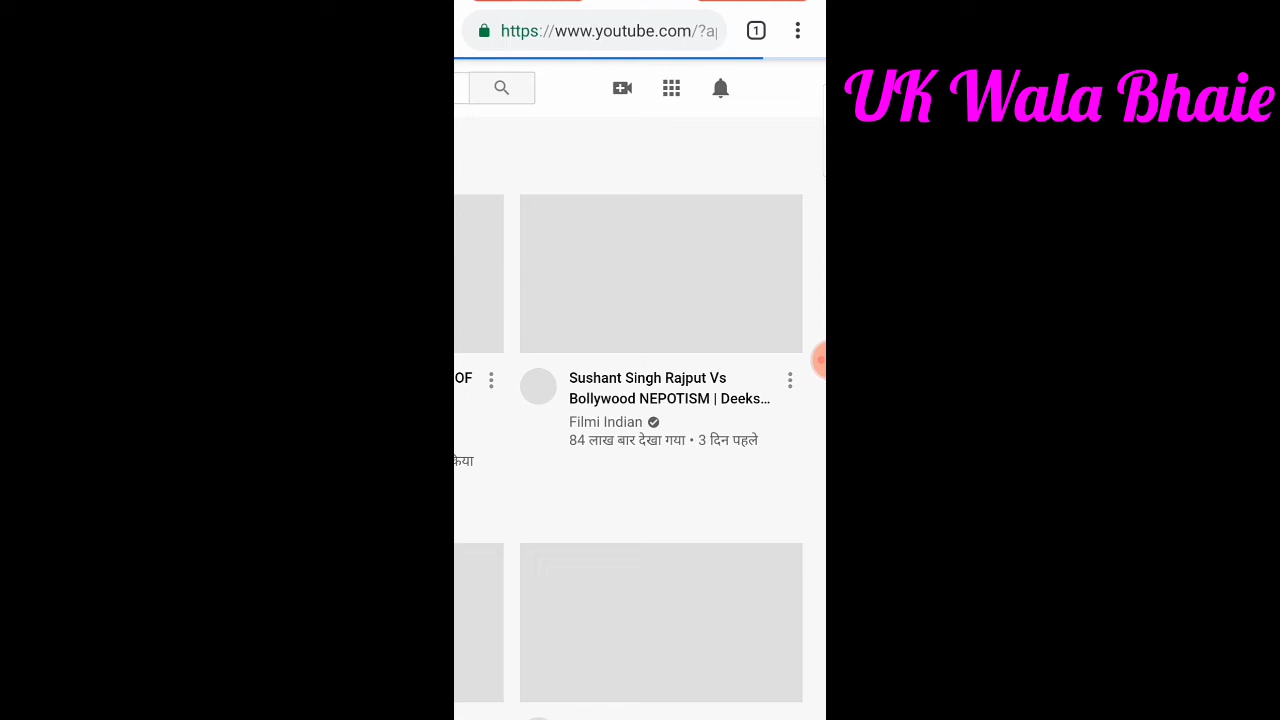 https://www.youtube.com/?a
1
UK Wala Bhaie
OF
Sushant Singh Rajput Vs
Bollywood NEPOTISM | Deeks...
Filmi Indian
84 लाख बार देखा गया • 3 दिन पहले
किया